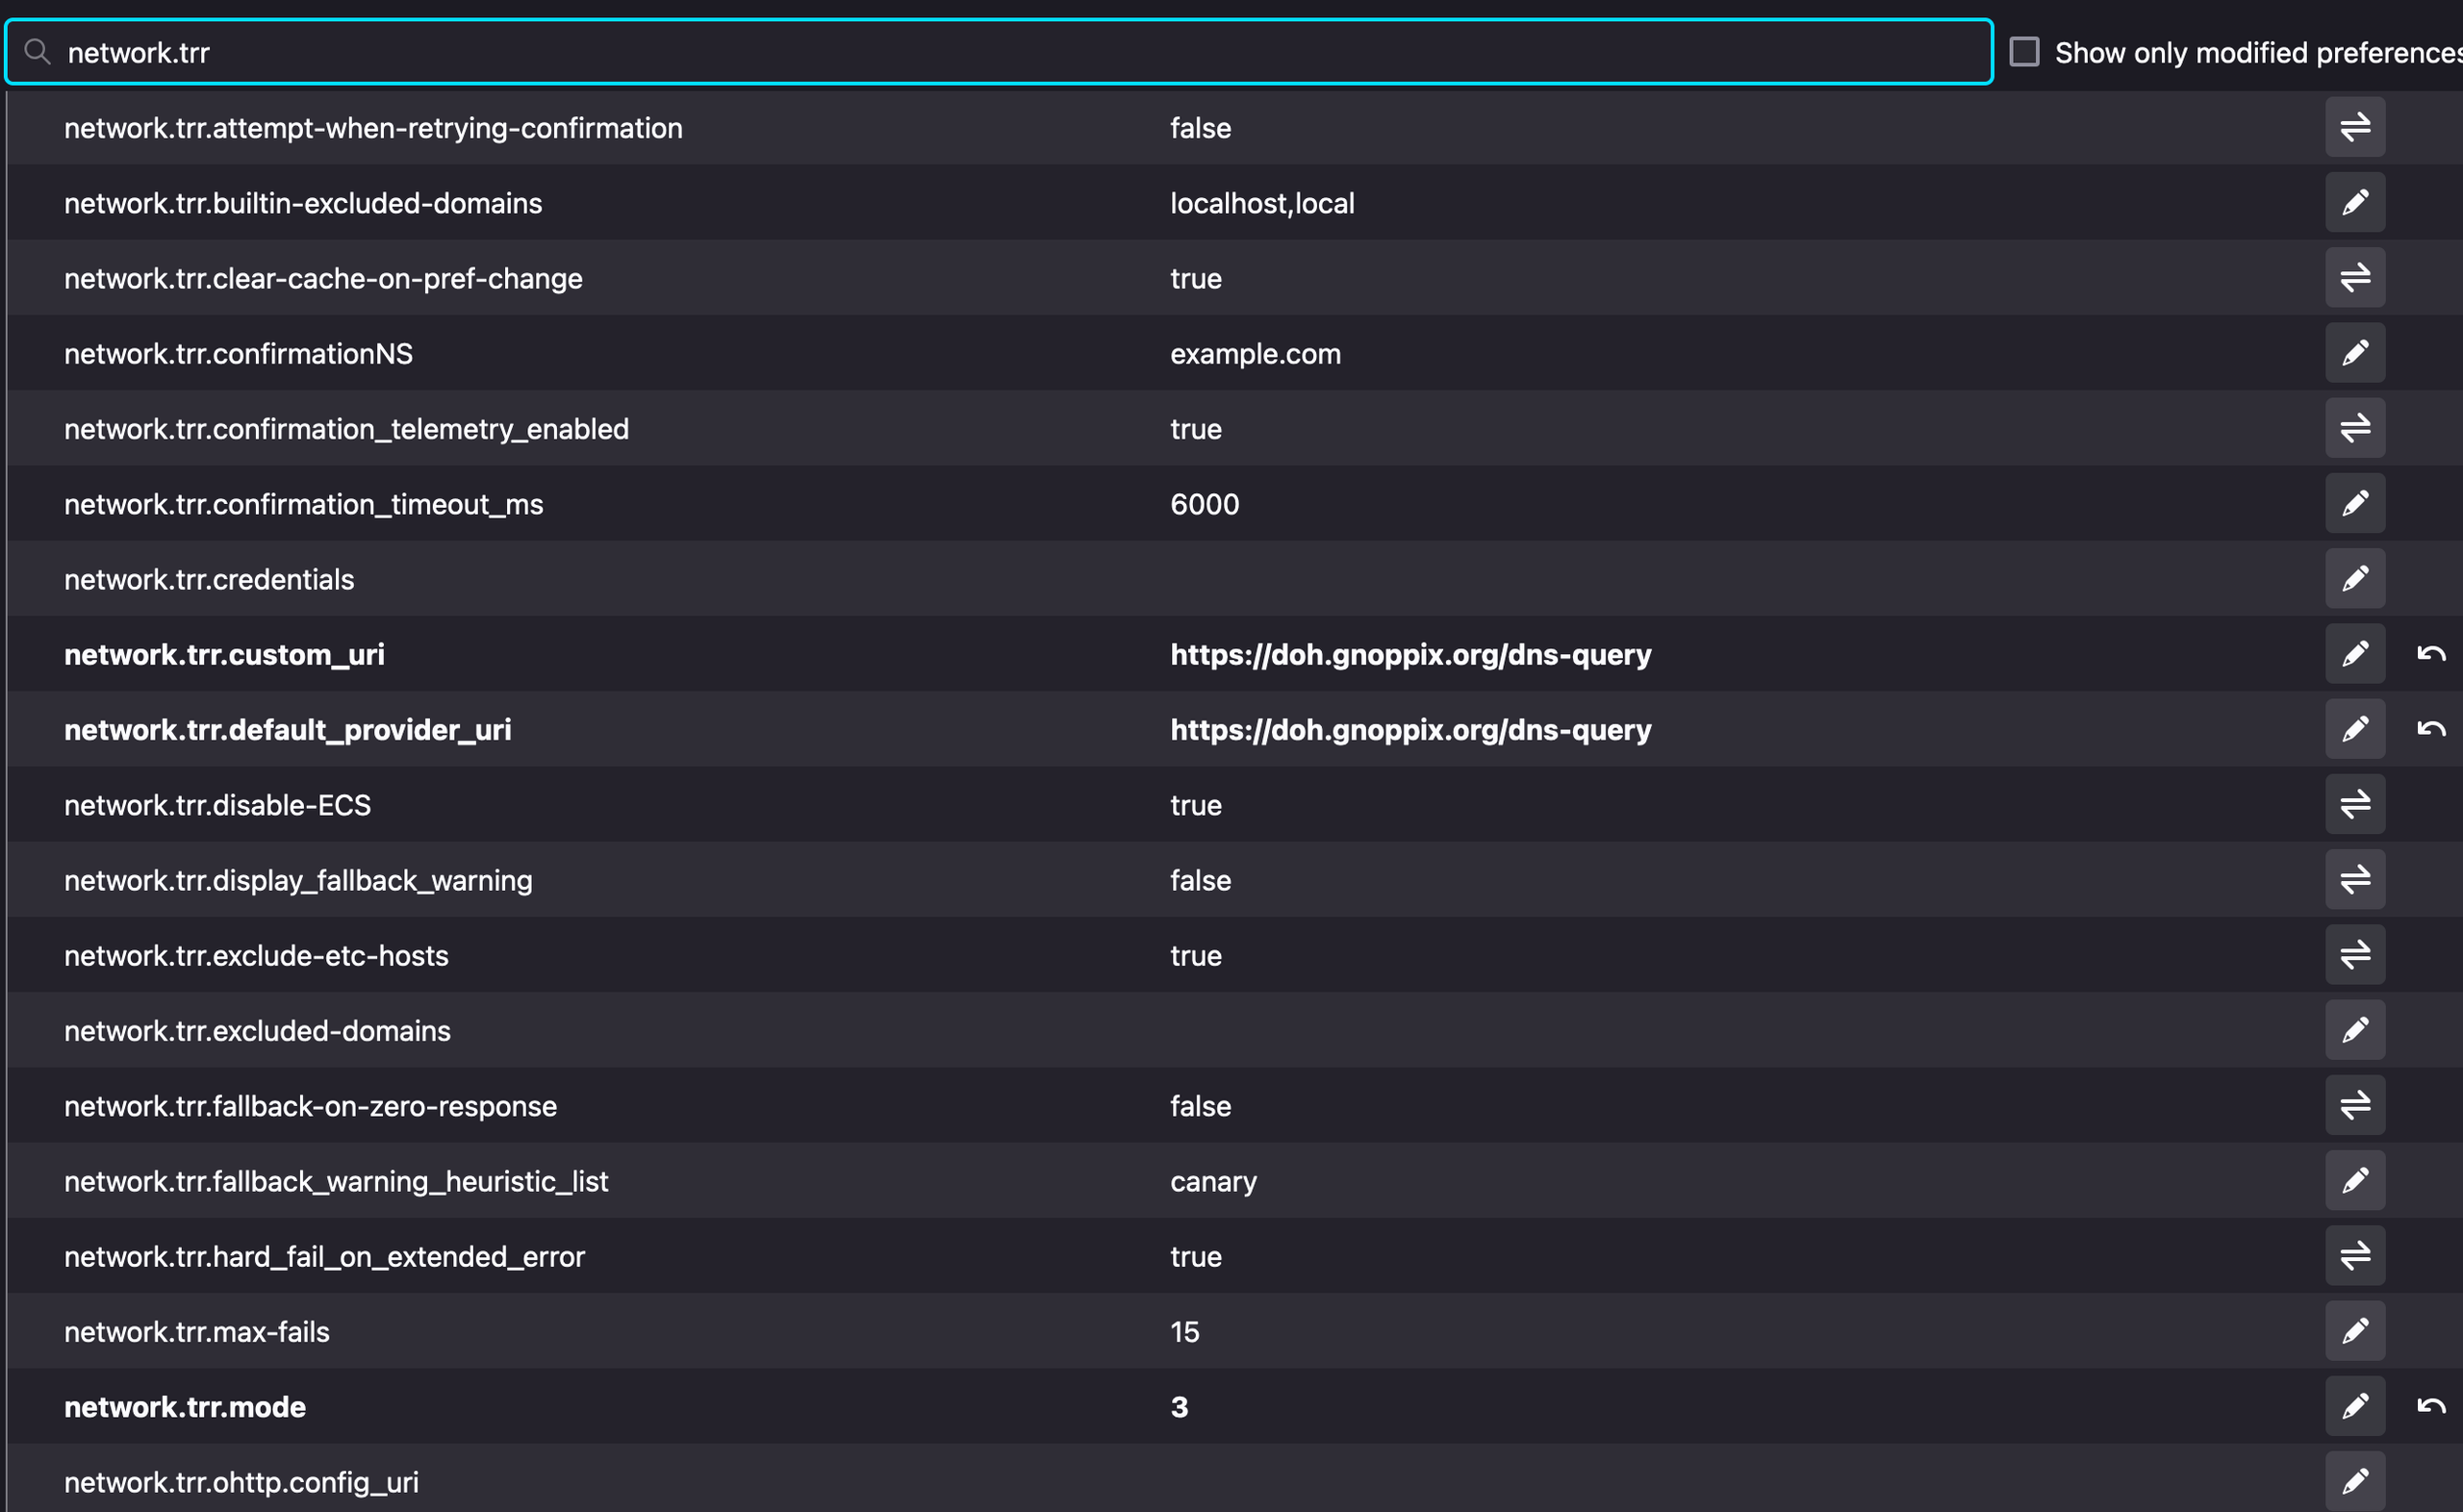 network.trr
Show only modified preferences
network.trr.attempt-when-retrying-confirmation false
network.trr.builtin-excluded-domains localhost,local
network.trr.clear-cache-on-pref-change true
network.trr.confirmationNS example.com
network.trr.confirmation_telemetry_enabled true
network.trr.confirmation_timeout_ms 6000
network.trr.credentials
network.trr.custom_uri https://doh.gnoppix.org/dns-query
network.trr.default_provider_uri https://doh.gnoppix.org/dns-query
network.trr.disable-ECS true
network.trr.display_fallback_warning false
network.trr.exclude-etc-hosts true
network.trr.excluded-domains
network.trr.fallback-on-zero-response false
network.trr.fallback_warning_heuristic_list canary
network.trr.hard_fail_on_extended_error true
network.trr.max-fails 15
network.trr.mode 3
network.trr.ohttp.config_uri